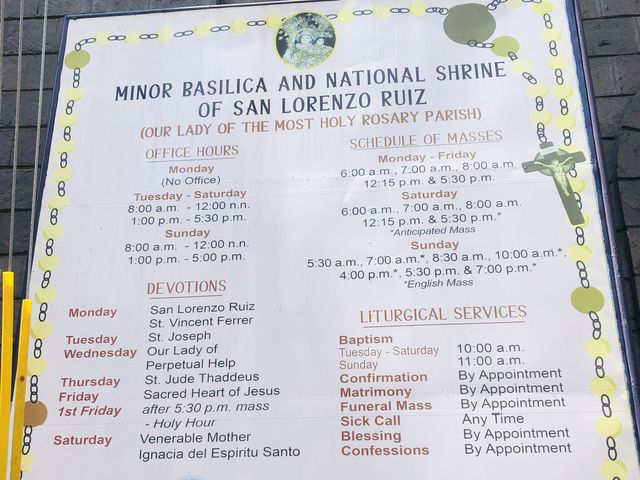 MINOR BASILICA AND NATIONAL SHRINE
OF SAN LORENZO RUIZ
(OUR LADY OF THE MOST HOLY ROSARY PARISH)
OFFICE HOURS
Monday
(No Office)
Tuesday - Saturday
8:00 a.m. - 12:00 n.n.
1:00 p.m. - 5:30 p.m.
Sunday
8:00 a.m. - 12:00 n.n.
1:00 p.m. - 5:00 p.m.
SCHEDULE OF MASSES
Monday - Friday
6:00 a.m., 7:00 a.m., 8:00 a.m.
12:15 p.m. & 5:30 p.m.
Saturday
6:00 a.m., 7:00 a.m., 8:00 a.m.
12:15 p.m. & 5:30 p.m.*
*Anticipated Mass
Sunday
5:30 a.m., 7:00 a.m.*, 8:30 a.m., 10:00 a.m.*,
4:00 p.m.*, 5:30 p.m. & 7:00 p.m.*
*English Mass
DEVOTIONS
Monday San Lorenzo Ruiz
St. Vincent Ferrer
Tuesday St. Joseph
Wednesday Our Lady of
Perpetual Help
Thursday St. Jude Thaddeus
Friday Sacred Heart of Jesus
1st Friday after 5:30 p.m. mass
- Holy Hour
Saturday Venerable Mother
Ignacia del Espiritu Santo
LITURGICAL SERVICES
Baptism
Tuesday - Saturday 10:00 a.m.
Sunday 11:00 a.m.
Confirmation By Appointment
Matrimony By Appointment
Funeral Mass By Appointment
Sick Call Any Time
Blessing By Appointment
Confessions By Appointment